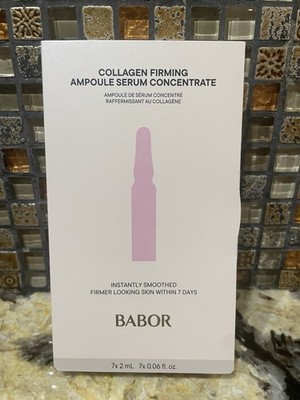 COLLAGEN FIRMING
AMPOULE SERUM CONCENTRATE
AMPOULE DE SÉRUM CONCENTRÉ
RAFFERMISSANT AU COLLAGÈNE
INSTANTLY SMOOTHED
FIRMER LOOKING SKIN WITHIN 7 DAYS
BABOR
7x 2 mL, 7x 0.06 fl. oz.